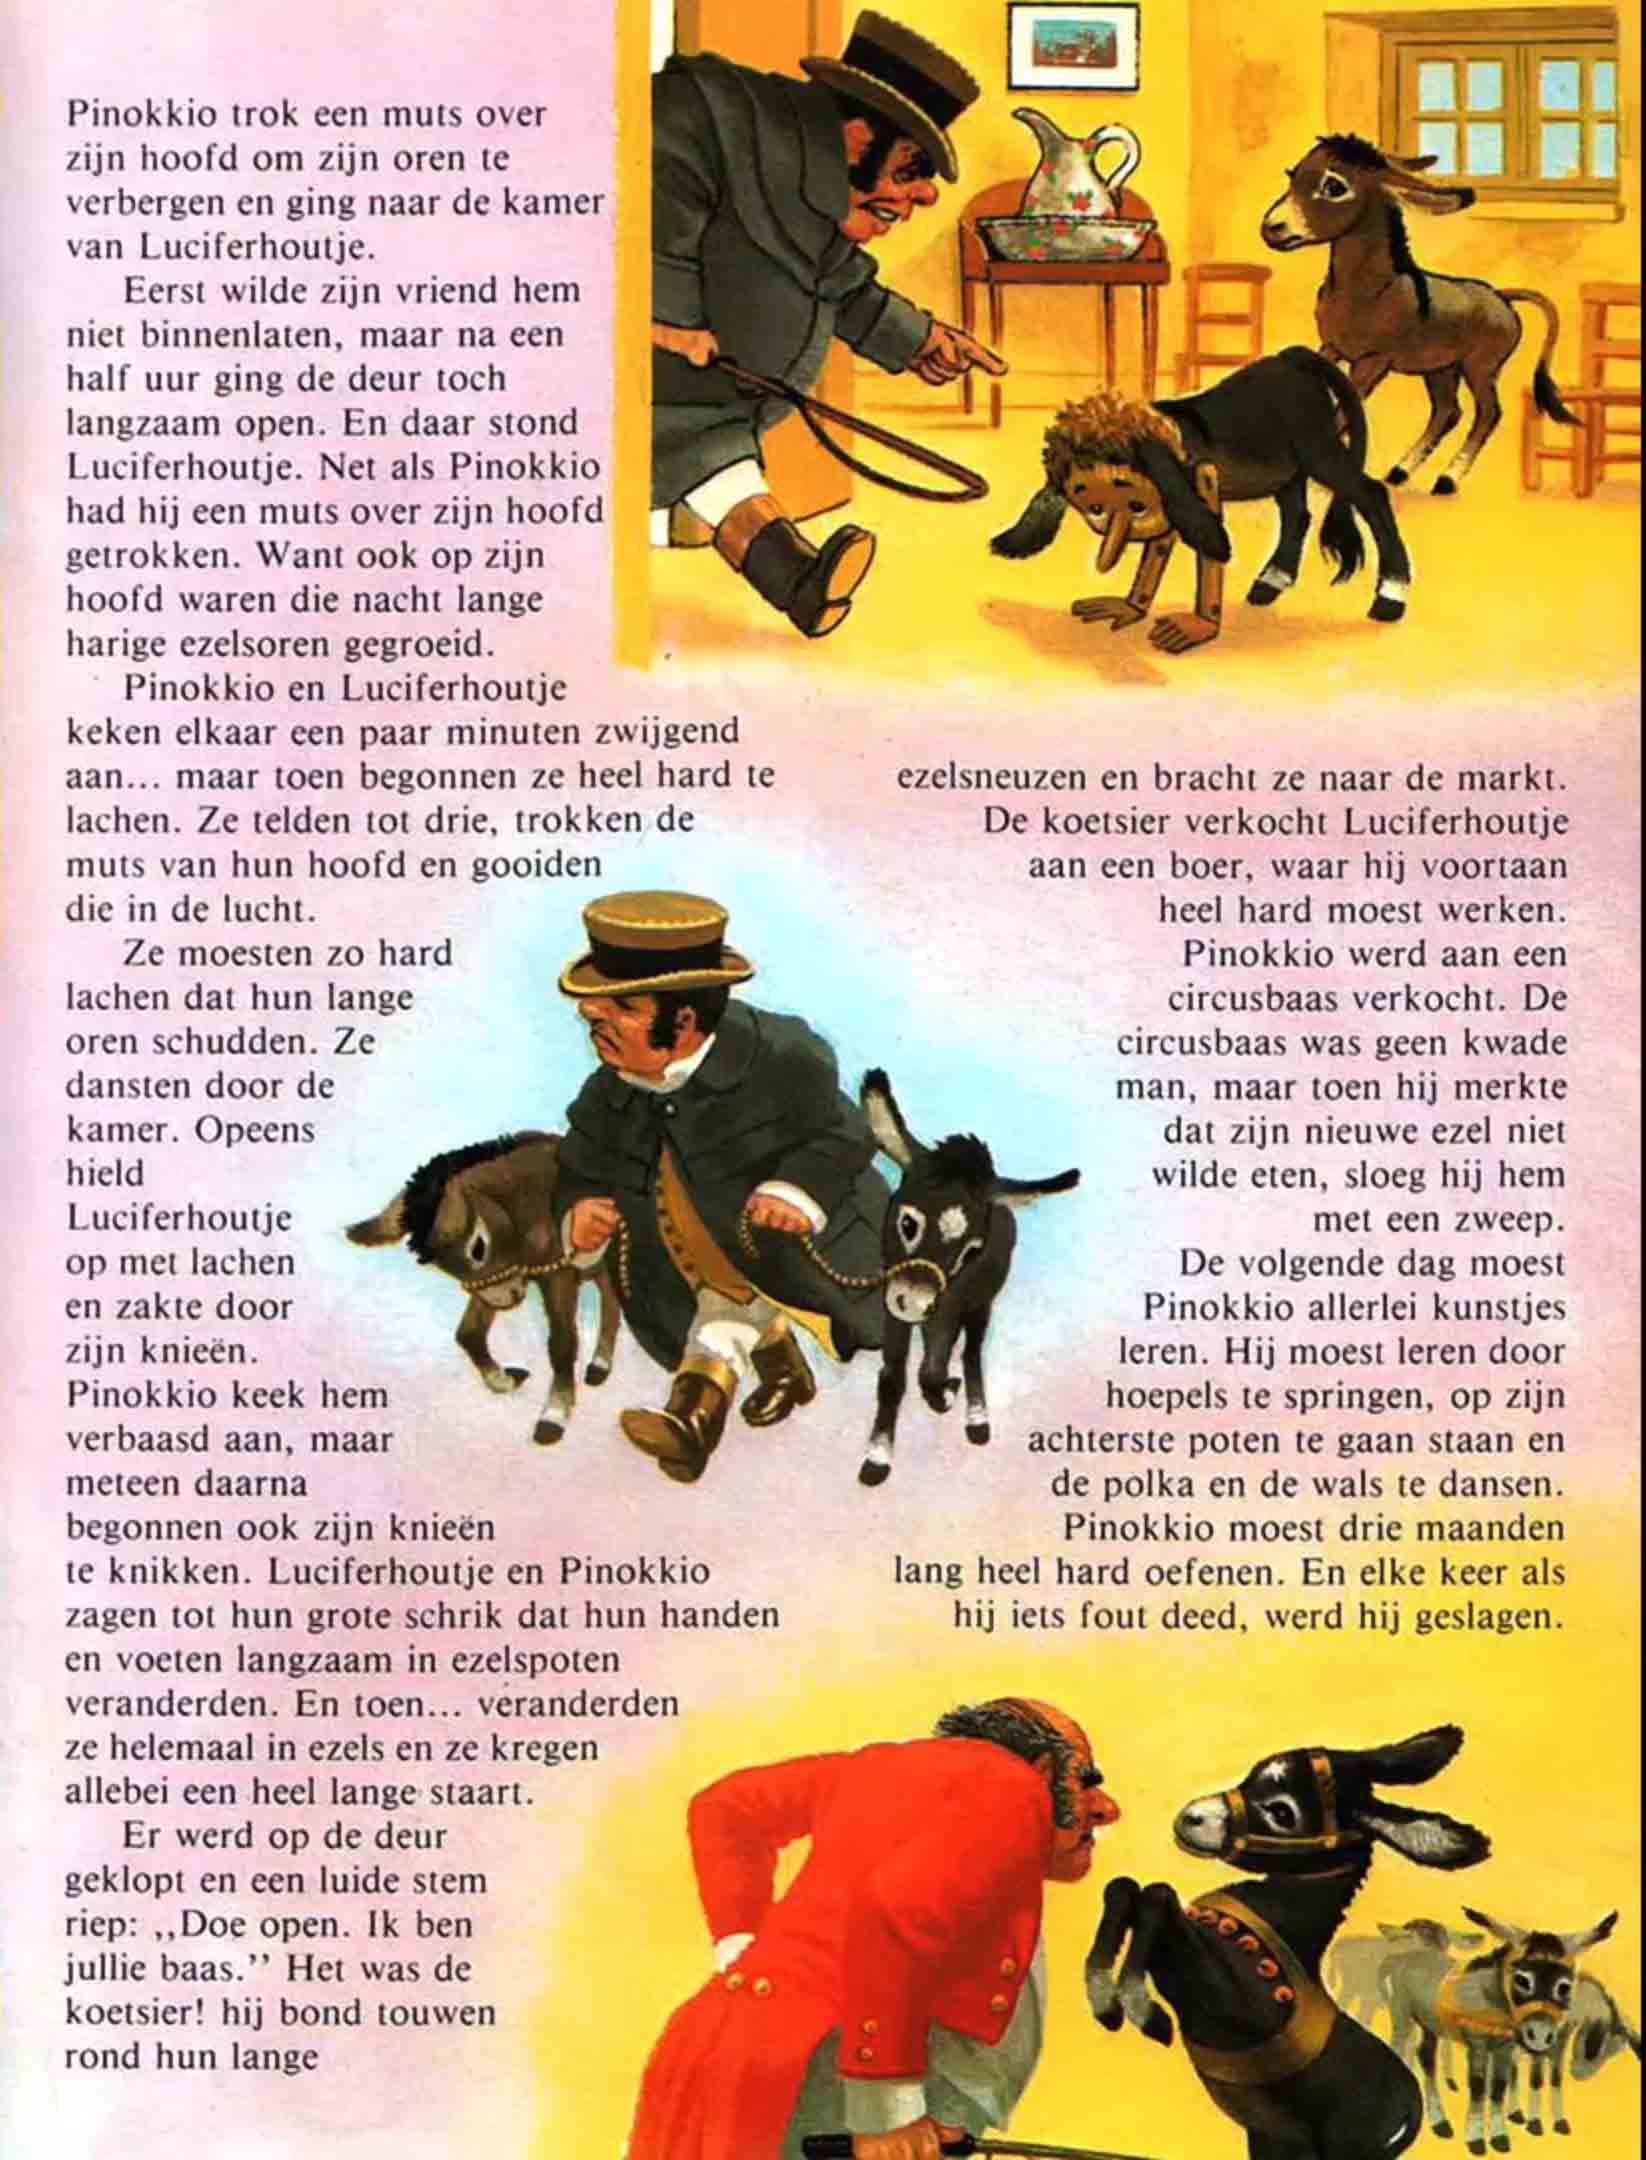 Pinokkio trok een muts over
zijn hoofd om zijn oren te
verbergen en ging naar de kamer
van Luciferhoutje.
Eerst wilde zijn vriend hem
niet binnenlaten, maar na een
half uur ging de deur toch
langzaam open. En daar stond
Luciferhoutje. Net als Pinokkio
had hij een muts over zijn hoofd
getrokken. Want ook op zijn
hoofd waren die nacht lange
harige ezelsoren gegroeid.
Pinokkio en Luciferhoutje
keken elkaar een paar minuten zwijgend
aan... maar toen begonnen ze heel hard te
lachen. Ze telden tot drie, trokken de
muts van hun hoofd en gooiden
die in de lucht.
Ze moesten zo hard
lachen dat hun lange
oren schudden. Ze
dansten door de
kamer. Opeens
hield
Luciferhoutje
op met lachen
en zakte door
zijn knieën.
Pinokkio keek hem
verbaasd aan, maar
meteen daarna
begonnen ook zijn knieën
te knikken. Luciferhoutje en Pinokkio
zagen tot hun grote schrik dat hun handen
en voeten langzaam in ezelspoten
veranderden. En toen... veranderden
ze helemaal in ezels en ze kregen
allebei een heel lange staart.
Er werd op de deur
geklopt en een luide stem
riep: ,,Doe open. Ik ben
jullie baas.'' Het was de
koetsier! hij bond touwen
rond hun lange
ezelsneuzen en bracht ze naar de markt.
De koetsier verkocht Luciferhoutje
aan een boer, waar hij voortaan
heel hard moest werken.
Pinokkio werd aan een
circusbaas verkocht. De
circusbaas was geen kwade
man, maar toen hij merkte
dat zijn nieuwe ezel niet
wilde eten, sloeg hij hem
met een zweep.
De volgende dag moest
Pinokkio allerlei kunstjes
leren. Hij moest leren door
hoepels te springen, op zijn
achterste poten te gaan staan en
de polka en de wals te dansen.
Pinokkio moest drie maanden
lang heel hard oefenen. En elke keer als
hij iets fout deed, werd hij geslagen.